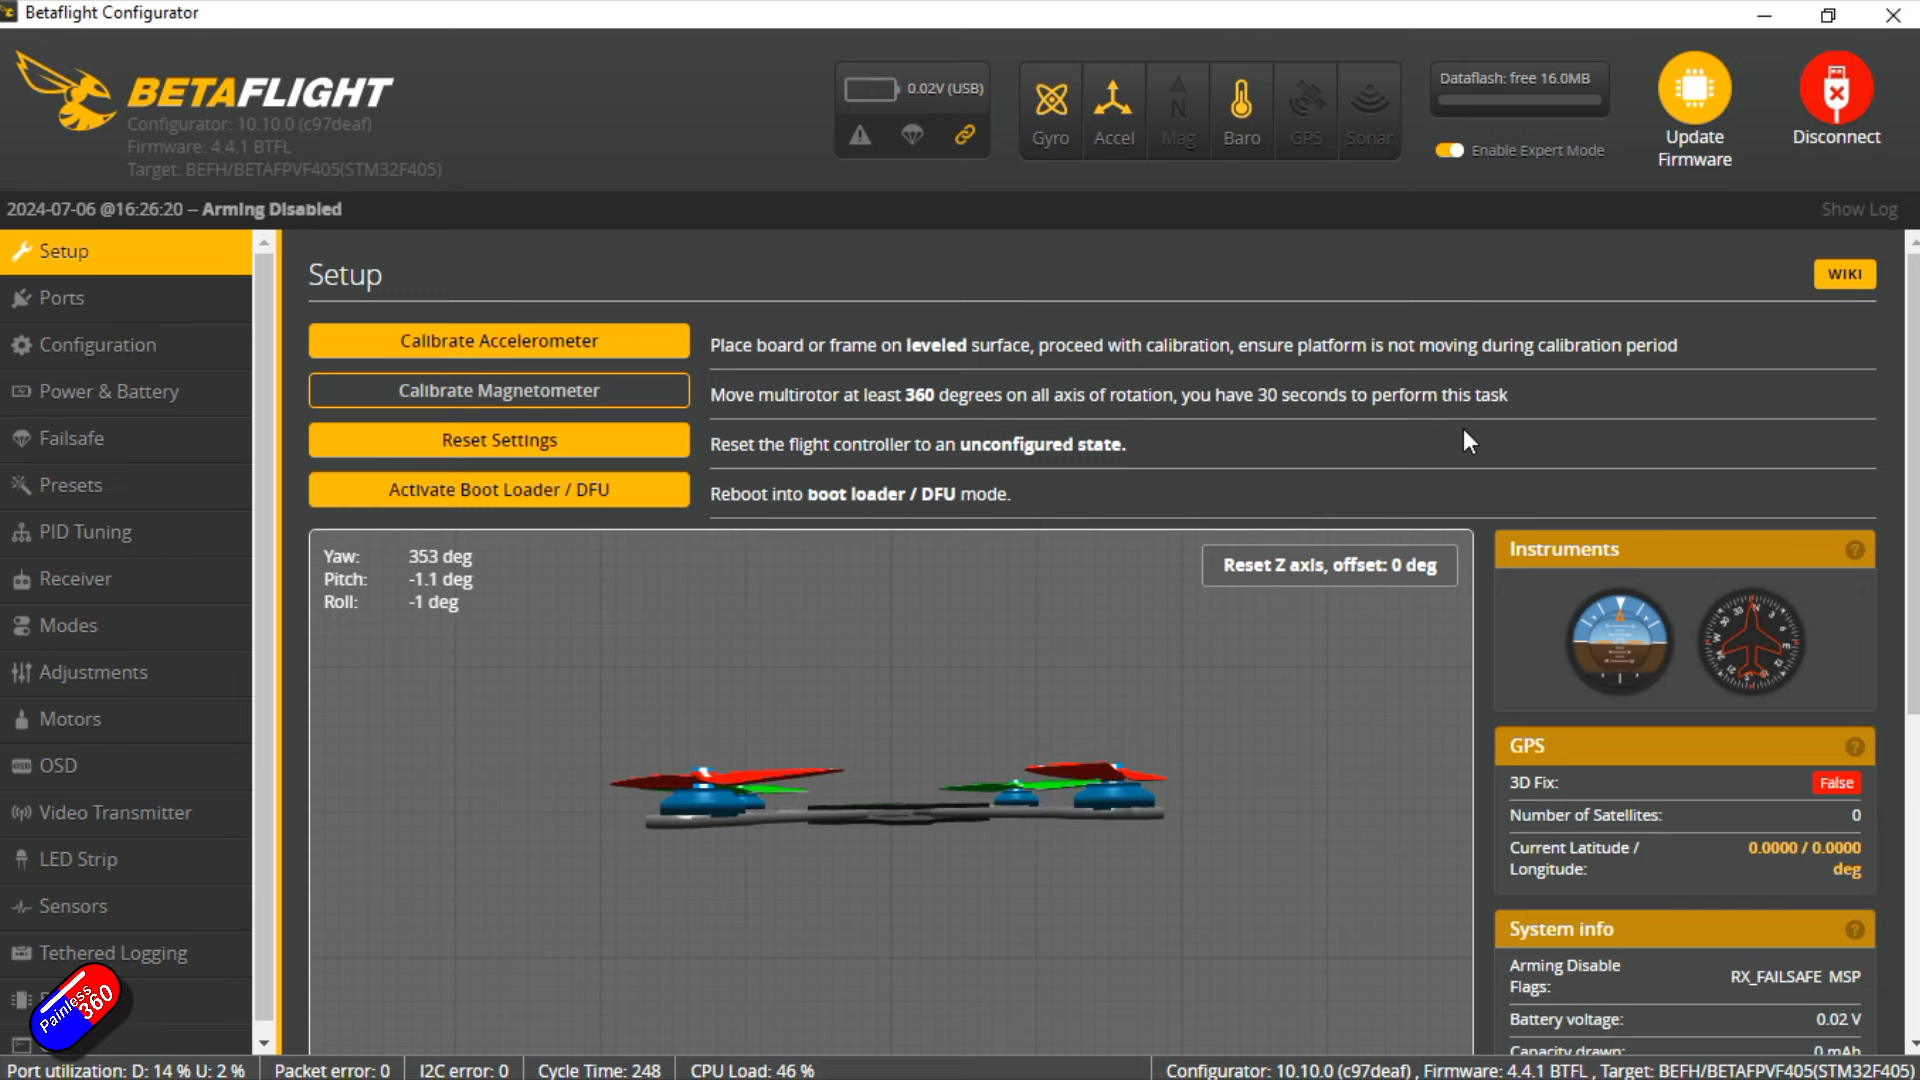 Betaflight Configurator
BETAFLIGHT
Configurator: 10.10.0 (c97deaf)
Firmware: 4.4.1 BTFL
Target: BEFH/BETAFPVF405(STM32F405)
0.02V (USB)
Gyro
Accel
Mag
Baro
GPS
Sonar
Dataflash: free 16.0MB
Enable Expert Mode
Update
Firmware
Disconnect
2024-07-06 @16:26:20 -- Arming Disabled
Show Log
Setup
Ports
Configuration
Power & Battery
Failsafe
Presets
PID Tuning
Receiver
Modes
Adjustments
Motors
OSD
Video Transmitter
LED Strip
Sensors
Tethered Logging
Painless
360
Setup
WIKI
Calibrate Accelerometer
Place board or frame on leveled surface, proceed with calibration, ensure platform is not moving during calibration period
Calibrate Magnetometer
Move multirotor at least 360 degrees on all axis of rotation, you have 30 seconds to perform this task
Reset Settings
Reset the flight controller to an unconfigured state.
Activate Boot Loader / DFU
Reboot into boot loader / DFU mode.
Yaw: 353 deg
Pitch: -1.1 deg
Roll: -1 deg
Reset Z axis, offset: 0 deg
Instruments
GPS
3D Fix: False
Number of Satellites: 0
Current Latitude / 0.0000 / 0.0000
Longitude: deg
System info
Arming Disable
Flags: RX_FAILSAFE MSP
Battery voltage: 0.02 V
Capacity drawn: 0 mAh
Port utilization: D: 14 % U: 2 %
Packet error: 0
I2C error: 0
Cycle Time: 248
CPU Load: 46 %
Configurator: 10.10.0 (c97deaf) , Firmware: 4.4.1 BTFL , Target: BEFH/BETAFPVF405(STM32F405)